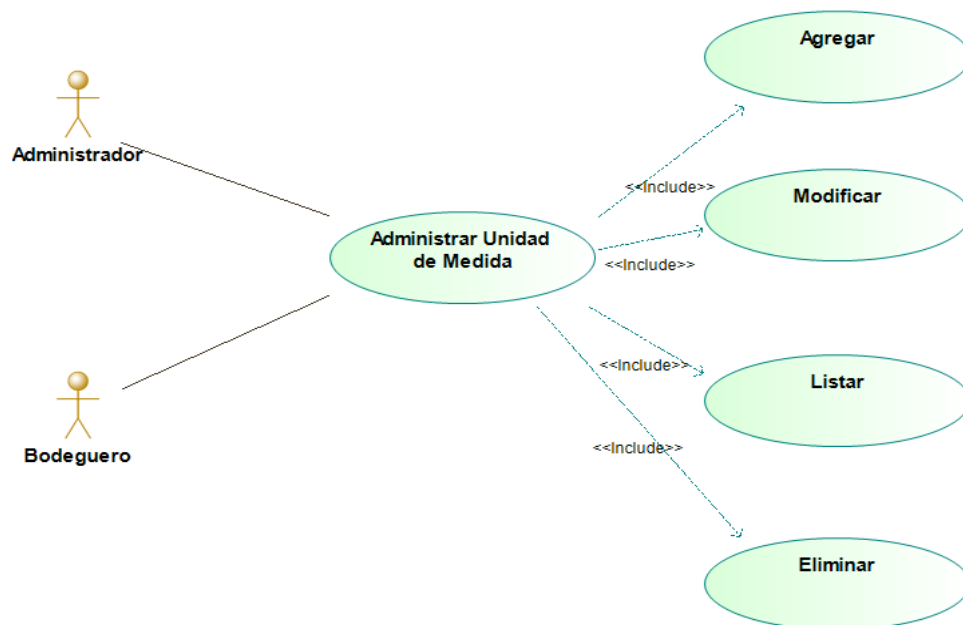 Agregar
Administrador
<<Include>>
Modificar
Administrar Unidad
de Medida
<<Include>>
<<Include>>
Listar
<<Include>>
Bodeguero
Eliminar